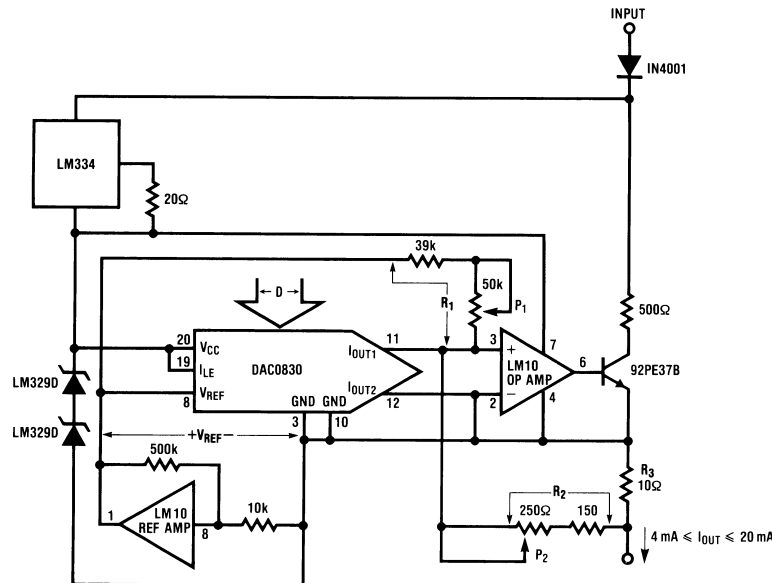 INPUT
IN4001
LM334
20Ω
39k
50k
P1
R1
D
500Ω
20
VCC
19
ILE
8
VREF
DAC0830
IOUT1
11
IOUT2
12
GND GND
3
10
3
+
LM10
OP AMP
−
2
7
6
4
92PE37B
LM329D
LM329D
+VREF−
500k
1
LM10
REF AMP
8
10k
R2
250Ω
150
P2
R3
10Ω
4 mA ≤ IOUT ≤ 20 mA